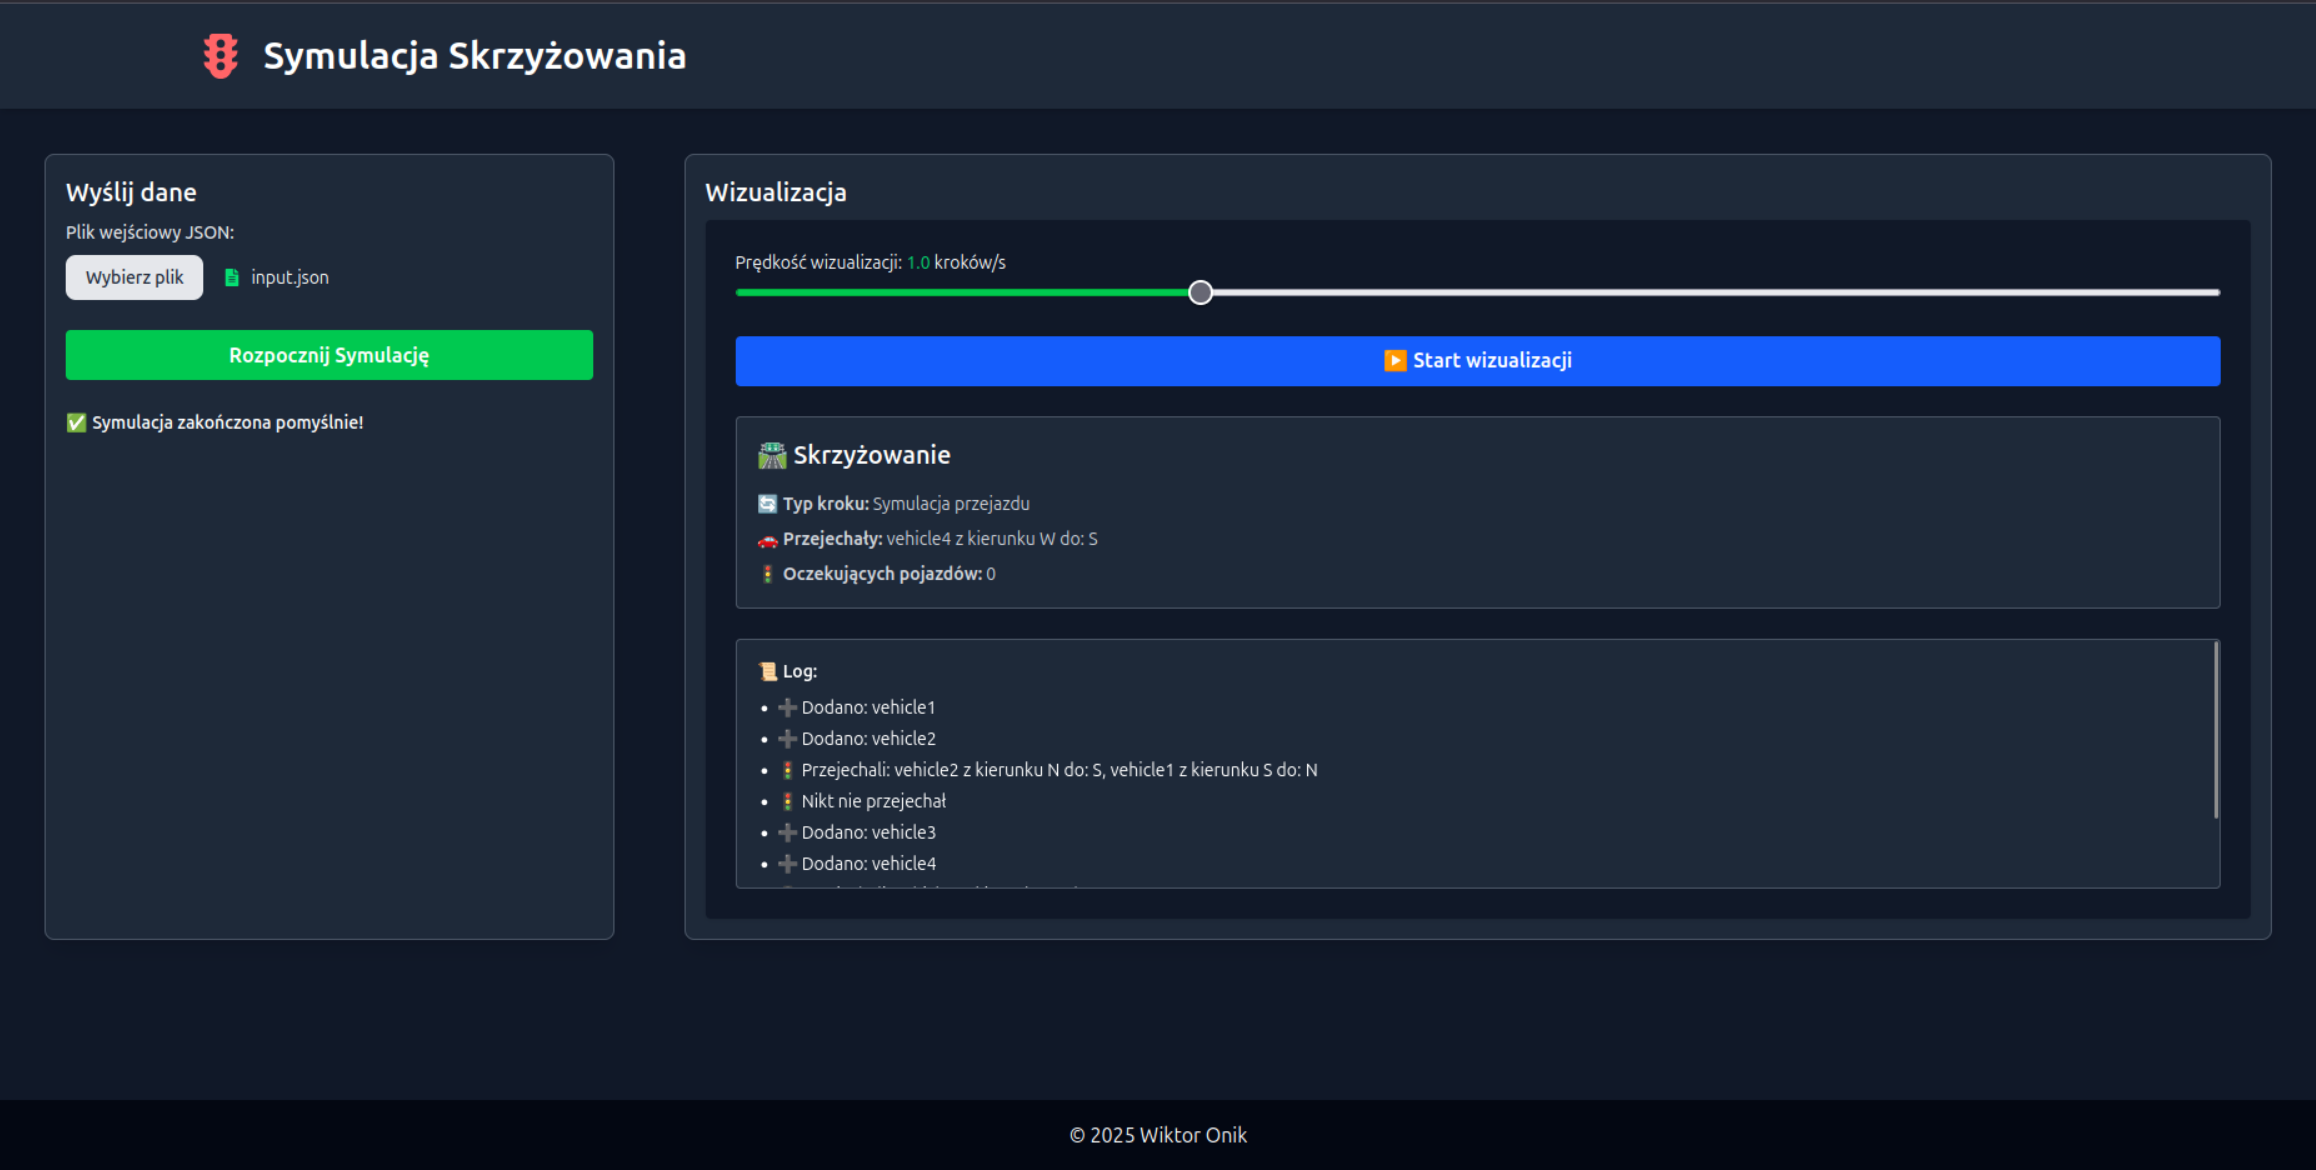 Symulacja Skrzyżowania
Wyślij dane
Plik wejściowy JSON:
Wybierz plik input.json
Rozpocznij Symulację
✅ Symulacja zakończona pomyślnie!
Wizualizacja
Prędkość wizualizacji: 1.0 kroków/s
▶️ Start wizualizacji
🛣️ Skrzyżowanie
🔄 Typ kroku: Symulacja przejazdu
🚗 Przejechały: vehicle4 z kierunku W do: S
🚦 Oczekujących pojazdów: 0
📜 Log:
• ➕ Dodano: vehicle1
• ➕ Dodano: vehicle2
• 🚦 Przejechali: vehicle2 z kierunku N do: S, vehicle1 z kierunku S do: N
• 🚦 Nikt nie przejechał
• ➕ Dodano: vehicle3
• ➕ Dodano: vehicle4
© 2025 Wiktor Onik